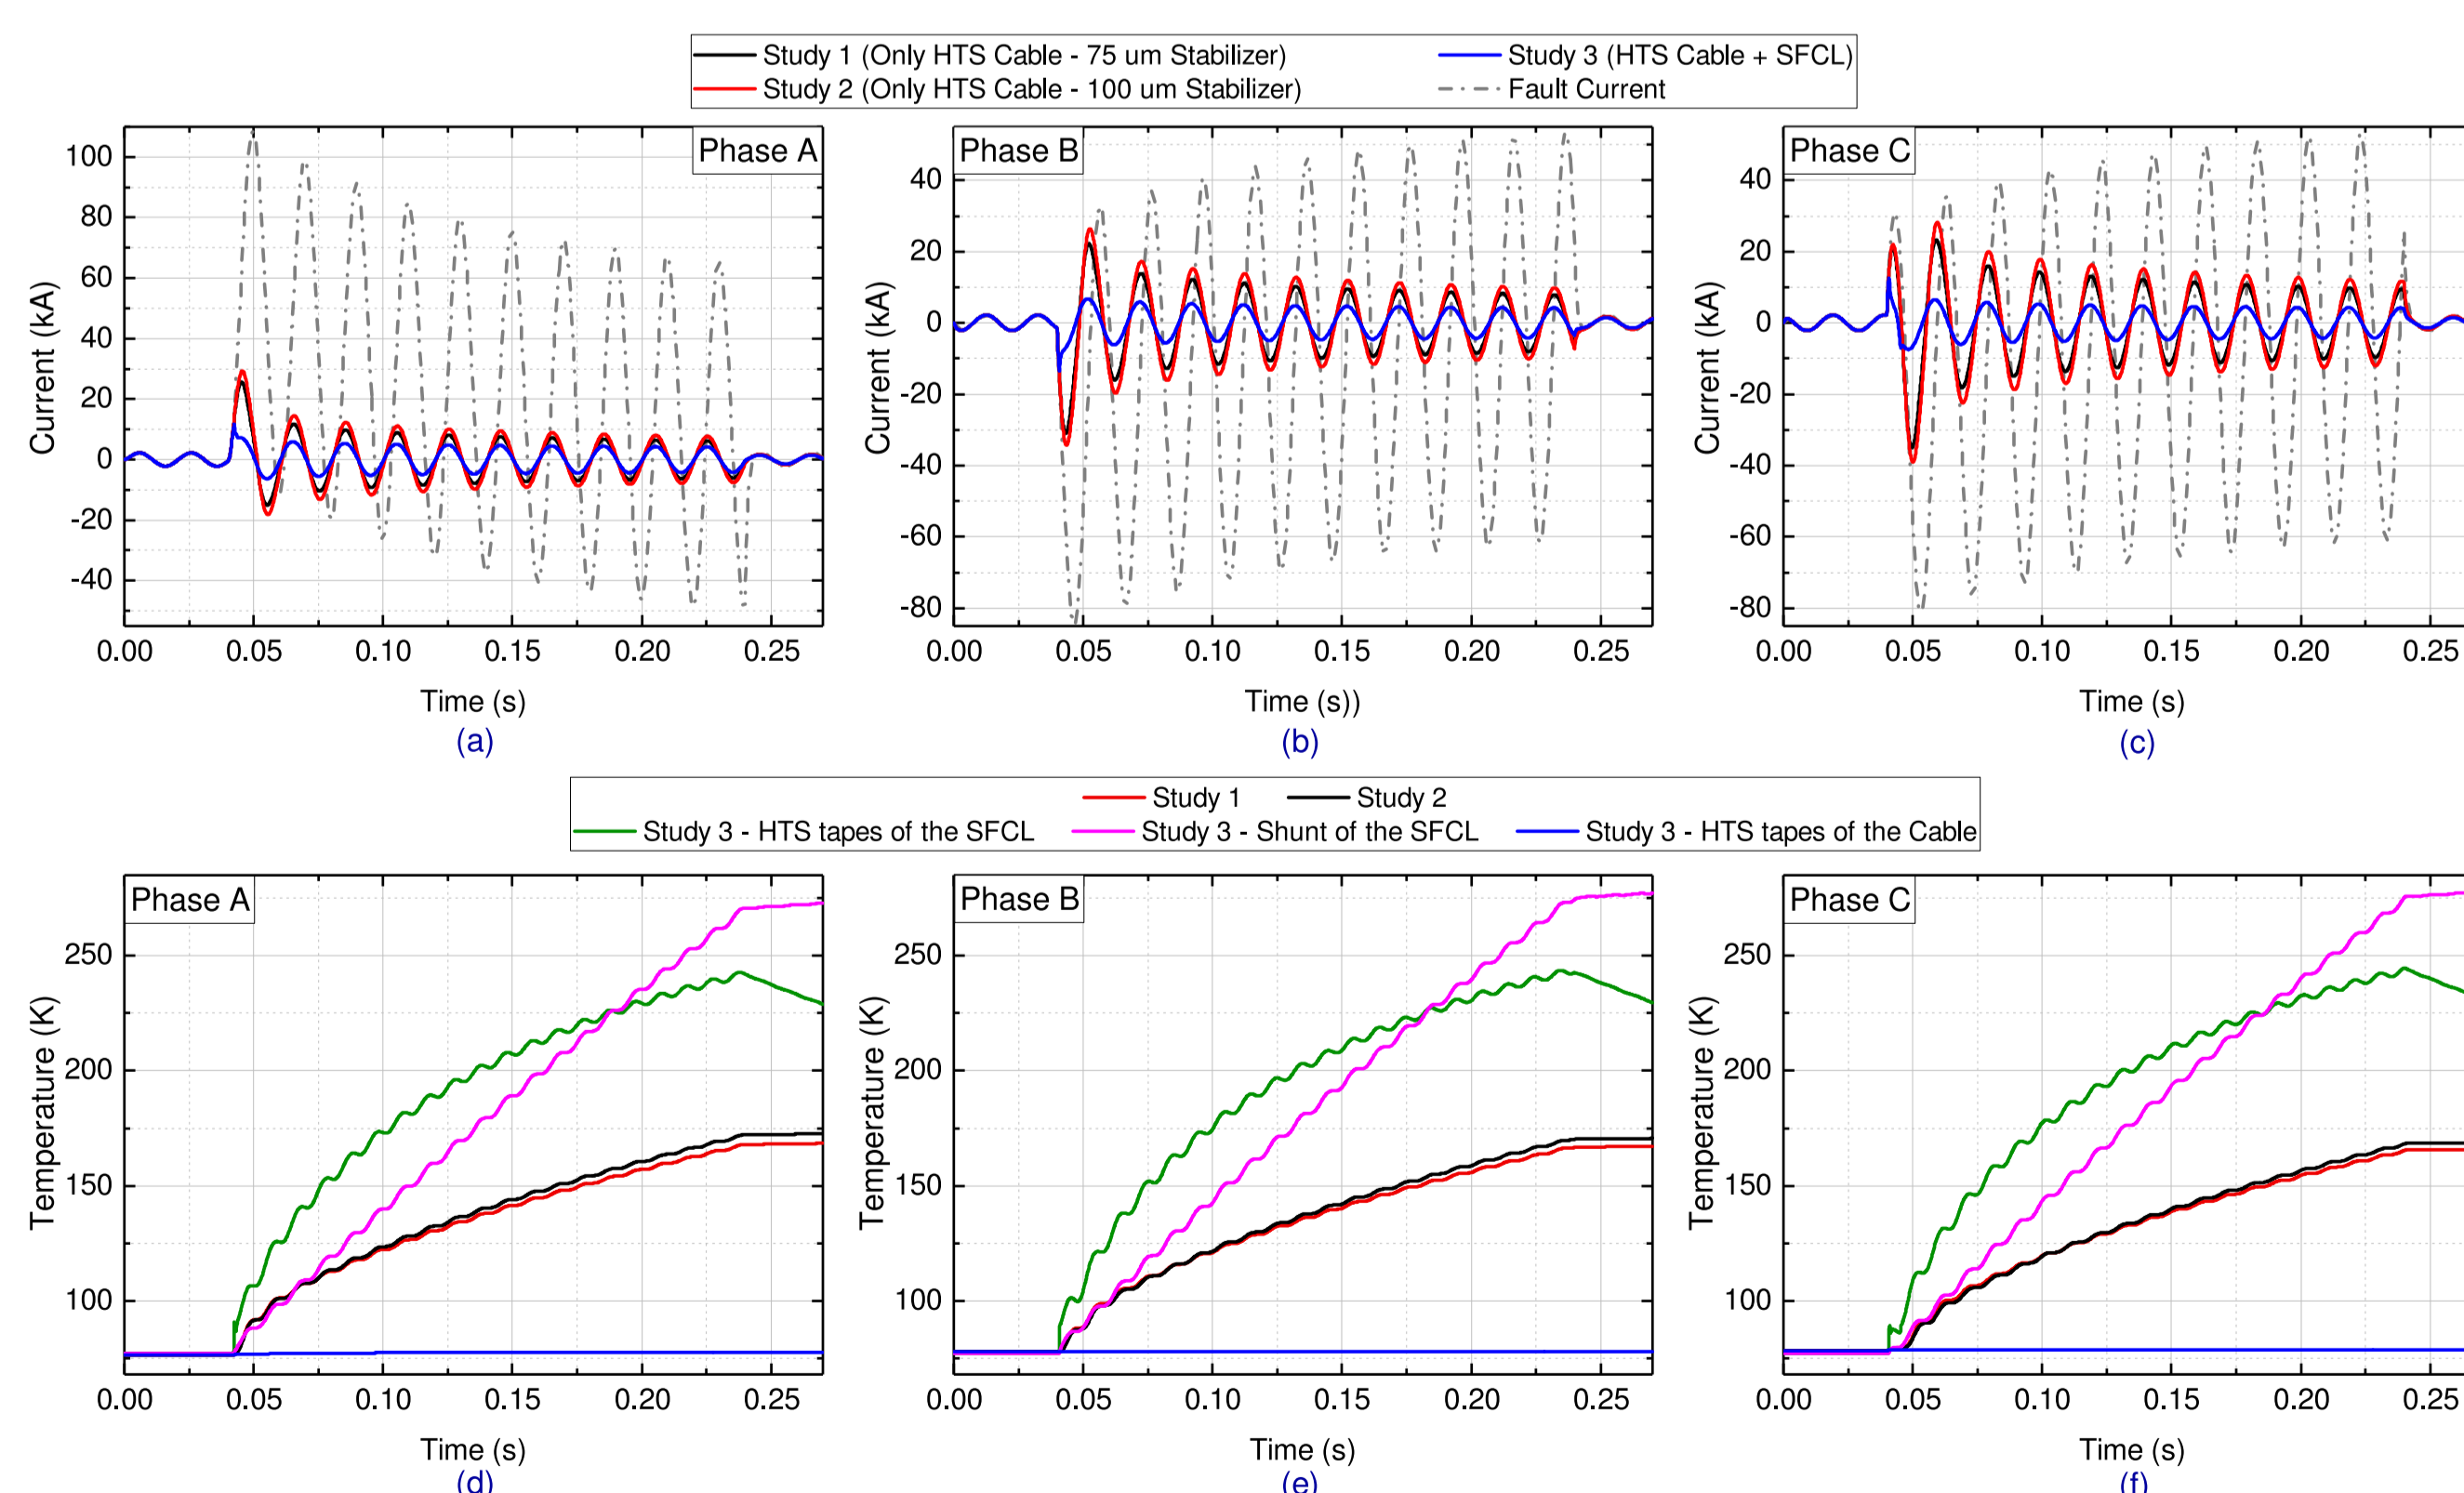 Study 1 (Only HTS Cable - 75 um Stabilizer)
Study 3 (HTS Cable + SFCL)
Study 2 (Only HTS Cable - 100 um Stabilizer)
Fault Current
Phase A
100
80
60
40
20
0
-20
-40
Current (kA)
0.00 0.05 0.10 0.15 0.20 0.25
Time (s)
(a)
Phase B
40
20
0
-20
-40
-60
-80
Current (kA)
0.00 0.05 0.10 0.15 0.20 0.25
Time (s))
(b)
Phase C
40
20
0
-20
-40
-60
-80
Current (kA)
0.00 0.05 0.10 0.15 0.20 0.25
Time (s)
(c)
Study 1 Study 2
Study 3 - HTS tapes of the SFCL Study 3 - Shunt of the SFCL Study 3 - HTS tapes of the Cable
Phase A
250
200
150
100
Temperature (K)
0.00 0.05 0.10 0.15 0.20 0.25
Time (s)
(d)
Phase B
250
200
150
100
Temperature (K)
0.00 0.05 0.10 0.15 0.20 0.25
Time (s)
(e)
Phase C
250
200
150
100
Temperature (K)
0.00 0.05 0.10 0.15 0.20 0.25
Time (s)
(f)